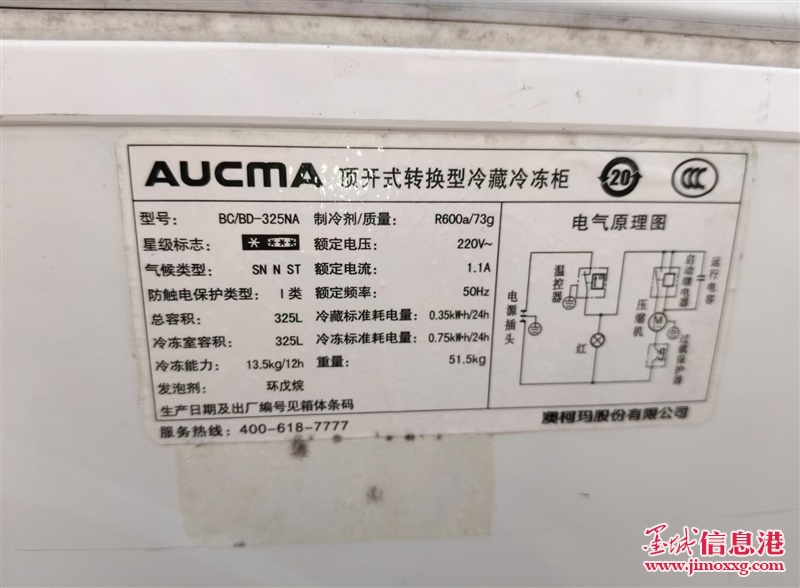 AUCMA 顶开式转换型冷藏冷冻柜 20 CCC
型号: BC/BD-325NA 制冷剂/质量: R600a/73g
星级标志: * *** 额定电压: 220V~
气候类型: SN N ST 额定电流: 1.1A
防触电保护类型: I 类 额定频率: 50Hz
总容积: 325L 冷藏标准耗电量: 0.35kW•h/24h
冷冻室容积: 325L 冷冻标准耗电量: 0.75kW•h/24h
冷冻能力: 13.5kg/12h 重量: 51.5kg
发泡剂: 环戊烷
生产日期及出厂编号见箱体条码
服务热线: 400-618-7777
电气原理图
电源插头
温控器
红
压缩机
M
启动继电器
运行电容
过载保护器
澳柯玛股份有限公司
墨城信息港
www.jimoxxg.com